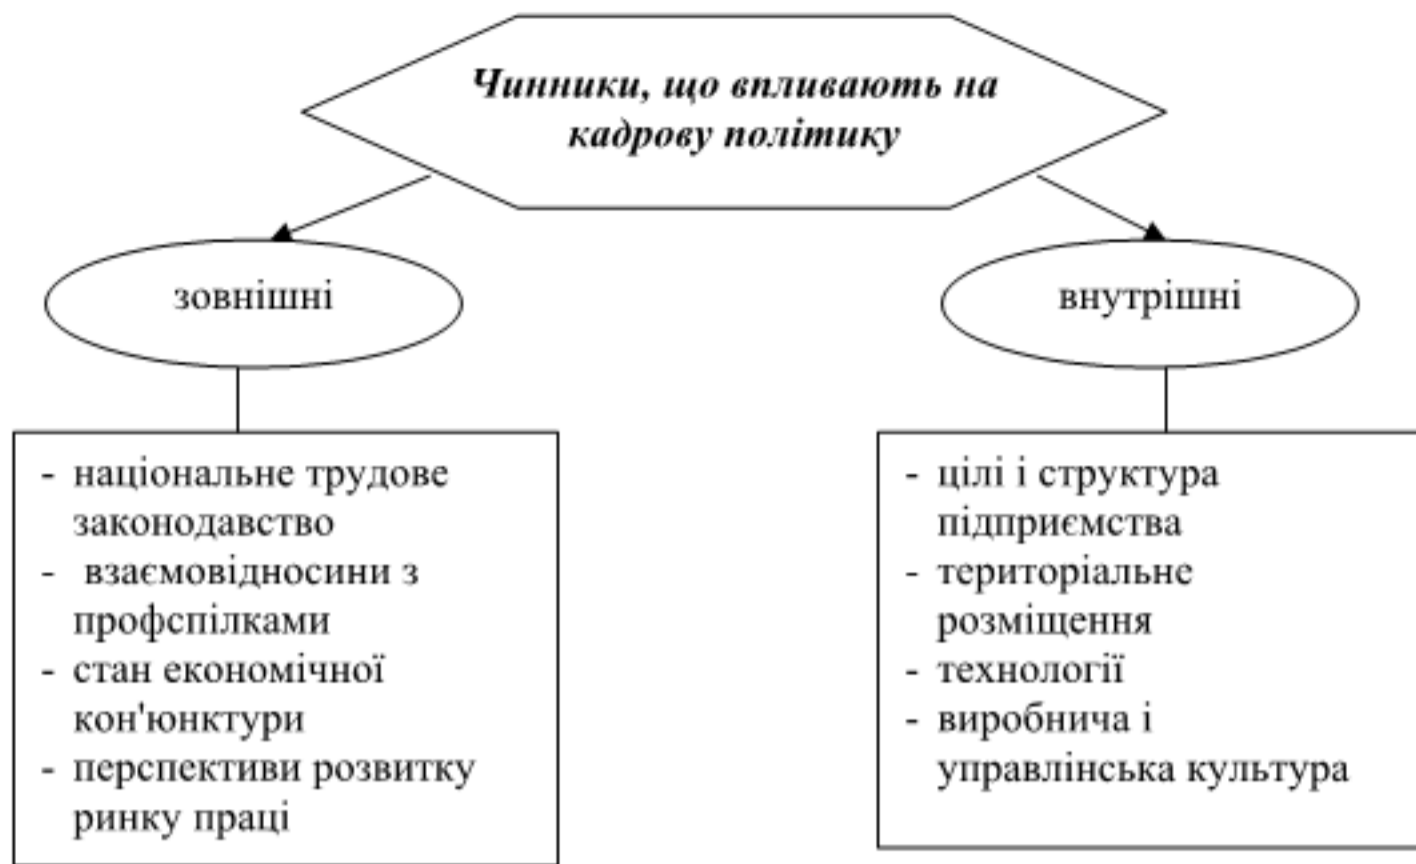 Чинники, що впливають на
кадрову політику
зовнішні
внутрішні
- національне трудове
законодавство
- взаємовідносини з
профспілками
- стан економічної
кон'юнктури
- перспективи розвитку
ринку праці
- цілі і структура
підприємства
- територіальне
розміщення
- технології
- виробнича і
управлінська культура